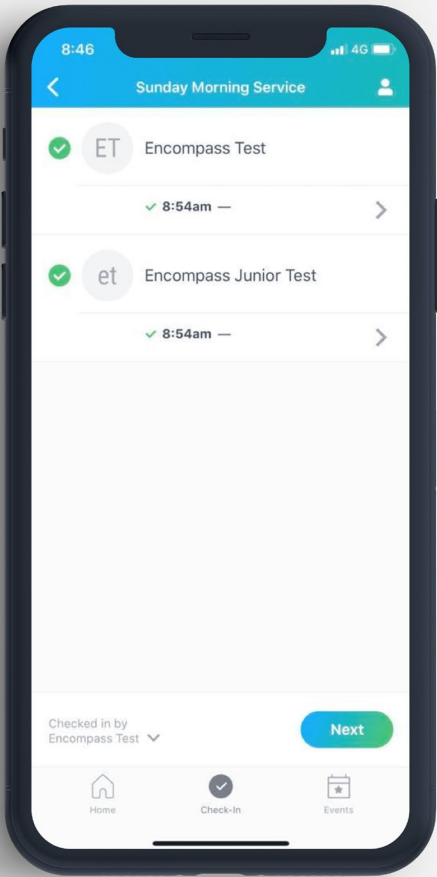 8:46
4G
Sunday Morning Service
ET
Encompass Test
8:54am —
et
Encompass Junior Test
8:54am —
Checked in by
Encompass Test
Next
Home
Check-In
Events